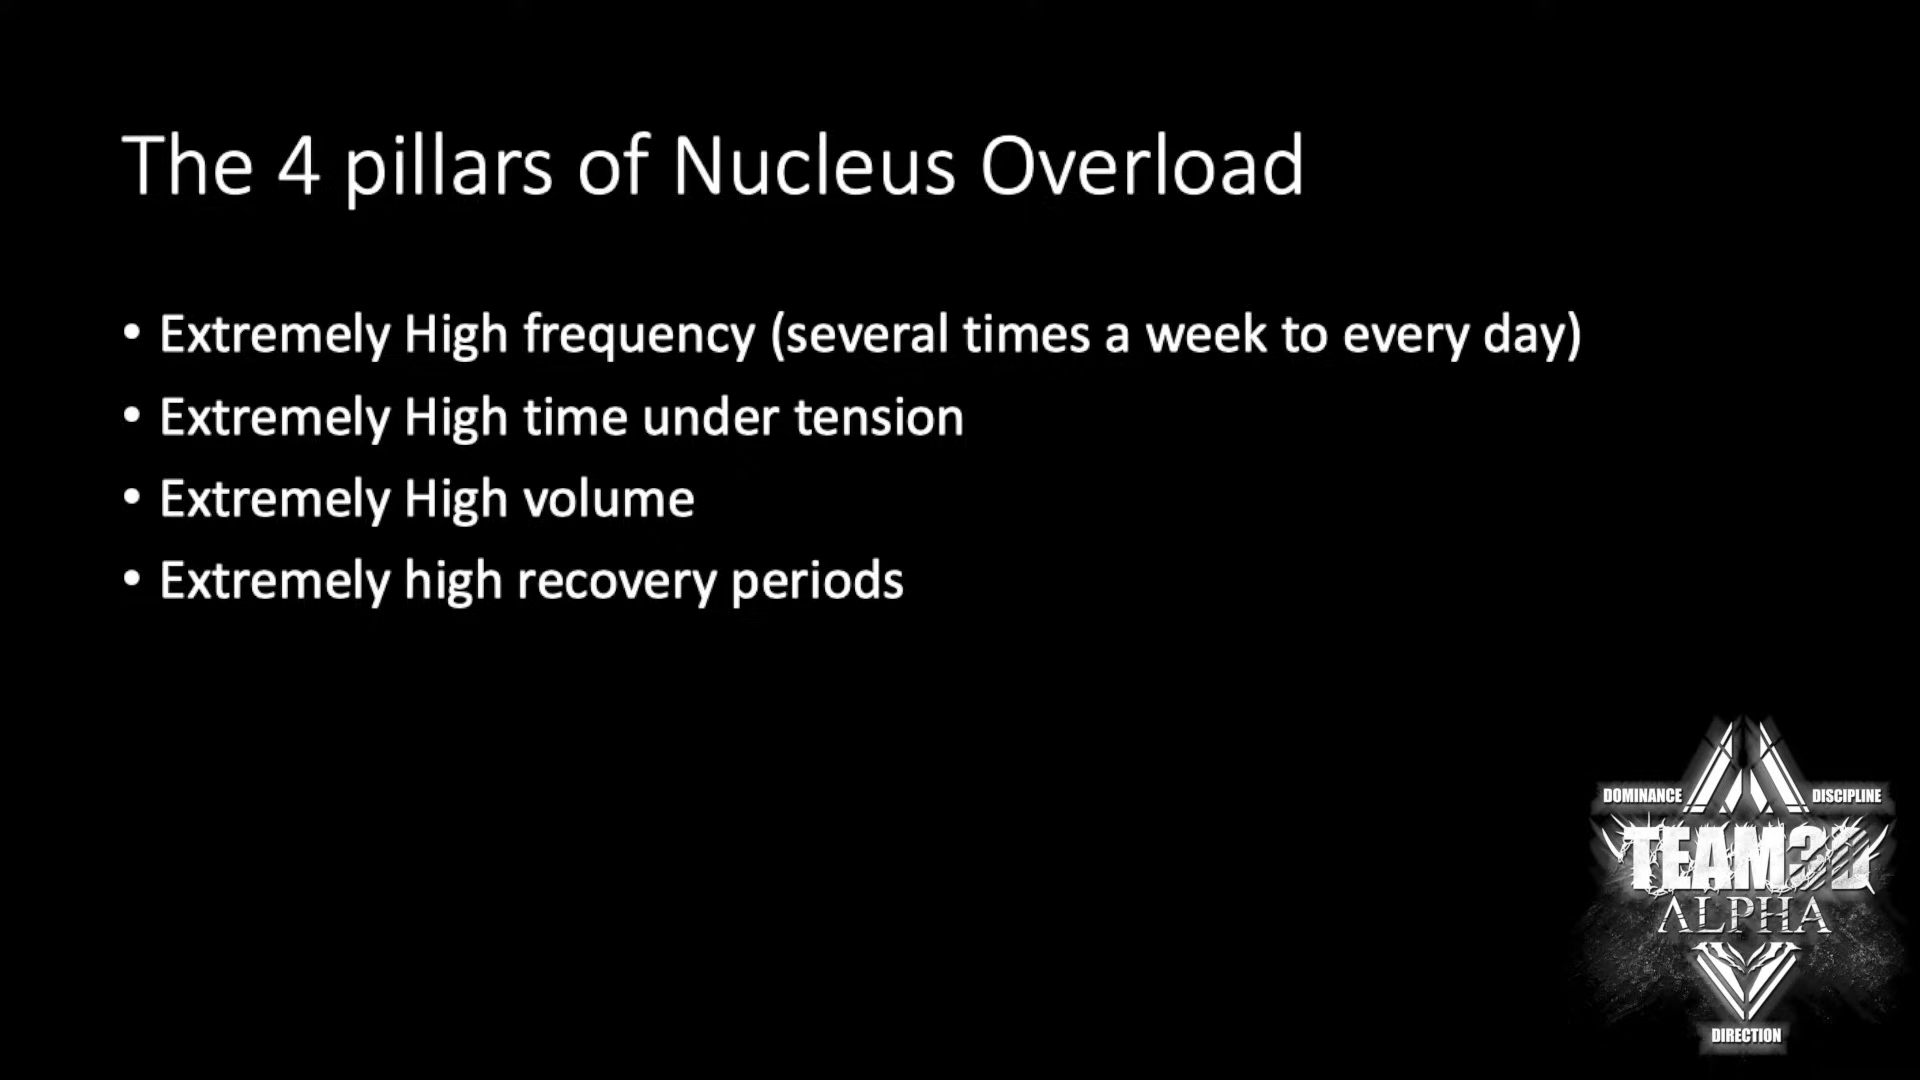 The 4 pillars of Nucleus Overload
• Extremely High frequency (several times a week to every day)
• Extremely High time under tension
• Extremely High volume
• Extremely high recovery periods
DOMINANCE
DISCIPLINE
TEAM3D
ALPHA
DIRECTION